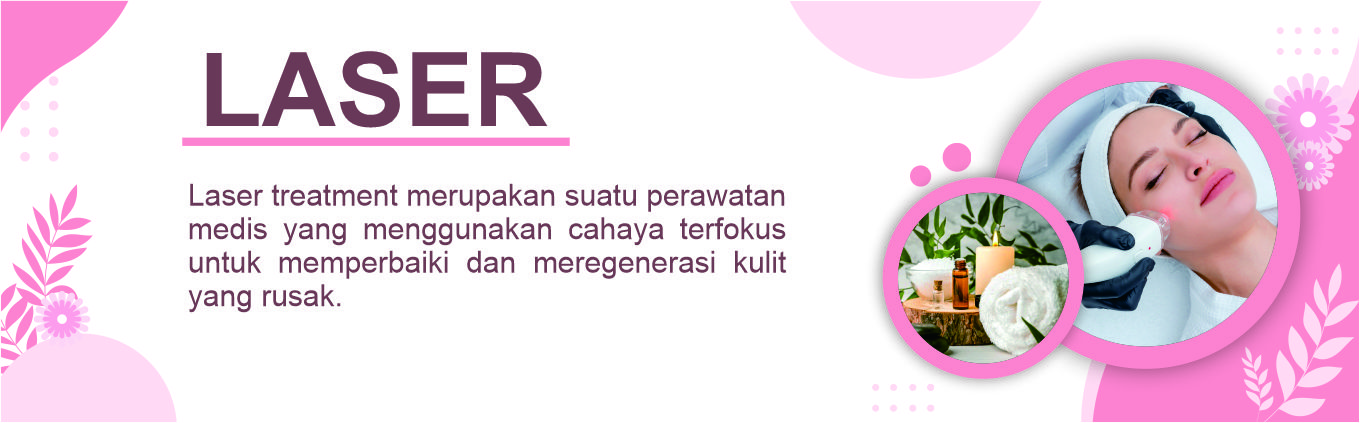 LASER
Laser treatment merupakan suatu perawatan
medis yang menggunakan cahaya terfokus
untuk memperbaiki dan meregenerasi kulit
yang rusak.